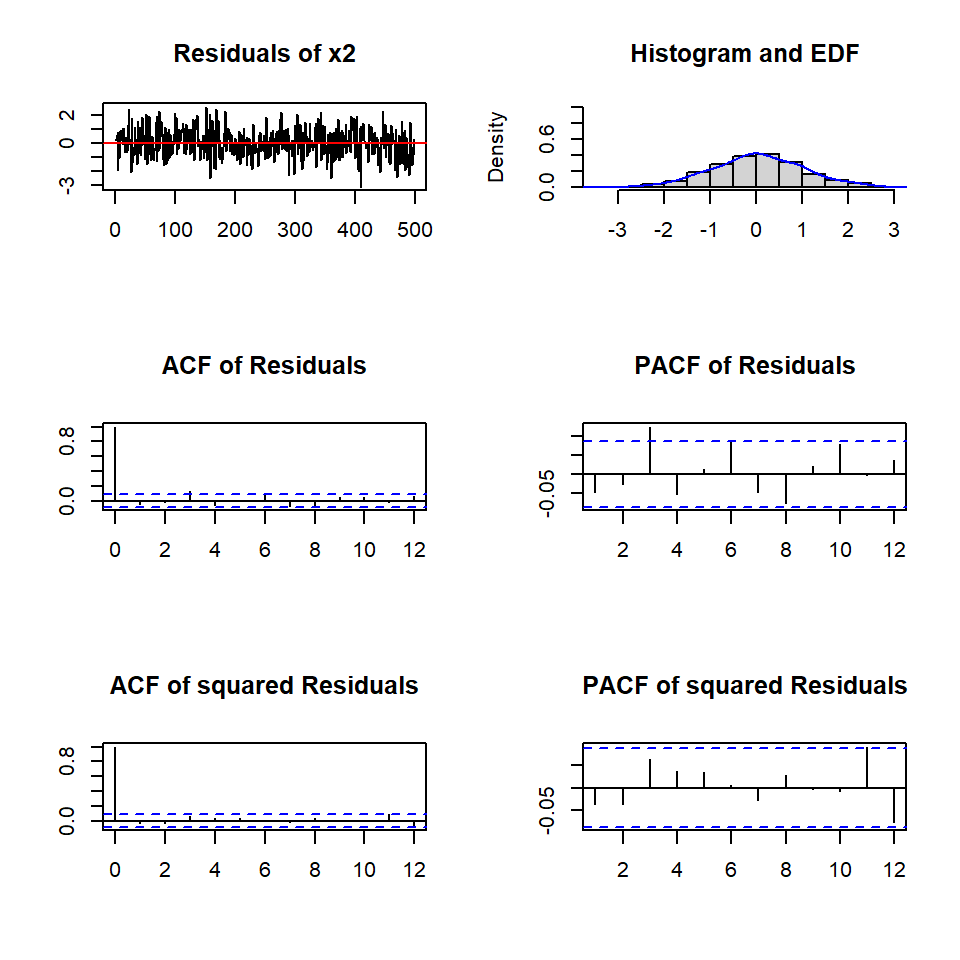 Residuals of x2
2
0
-3
0 100 200 300 400 500
Histogram and EDF
Density
0.6
0.0
-3 -2 -1 0 1 2 3
ACF of Residuals
0.8
0.0
0 2 4 6 8 10 12
PACF of Residuals
-0.05
2 4 6 8 10 12
ACF of squared Residuals
0.8
0.0
0 2 4 6 8 10 12
PACF of squared Residuals
-0.05
2 4 6 8 10 12